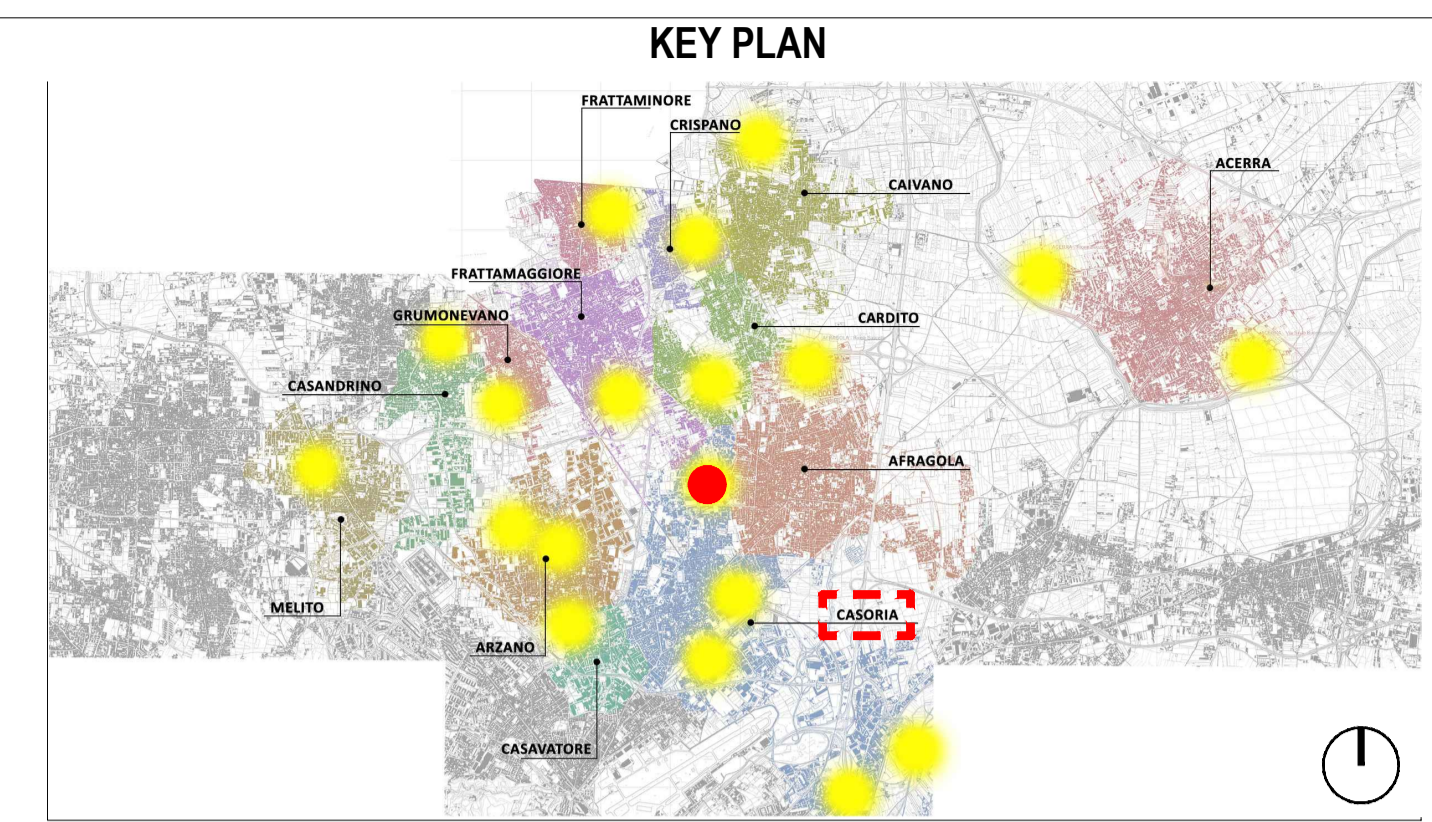 KEY PLAN
FRATTAMINORE
CRISPANO
ACERRA
CAIVANO
FRATTAMAGGIORE
GRUMONEVANO
CARDITO
CASANDRINO
AFRAGOLA
MELITO
CASORIA
ARZANO
CASAVATORE